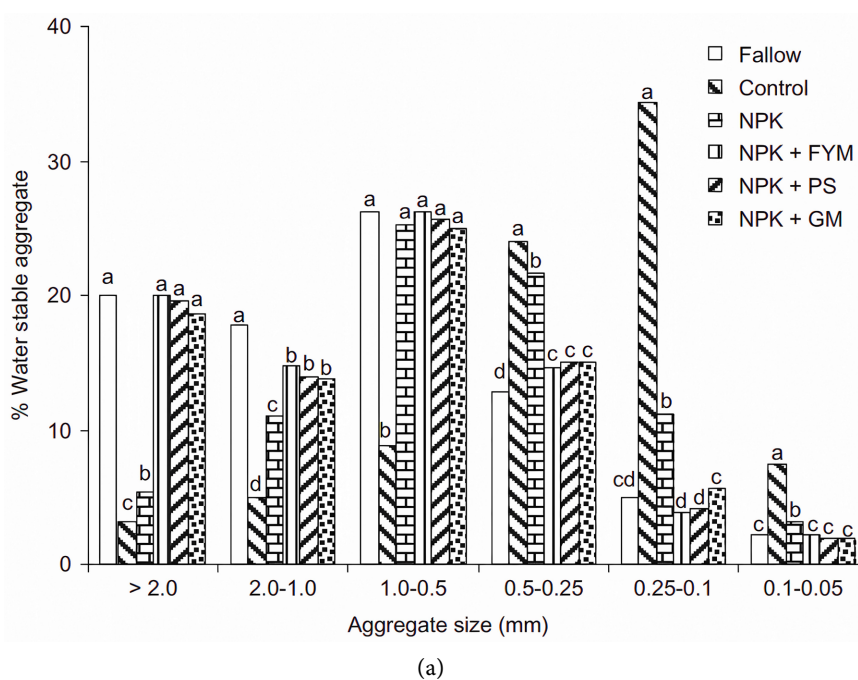 40
30
20
10
0
% Water stable aggregate
Fallow
Control
NPK
NPK + FYM
NPK + PS
NPK + GM
a c b a a a
a d c b b b
a b a a a a
d a b c c c
cd a b d d c
c a b c c c
> 2.0 2.0-1.0 1.0-0.5 0.5-0.25 0.25-0.1 0.1-0.05
Aggregate size (mm)
(a)